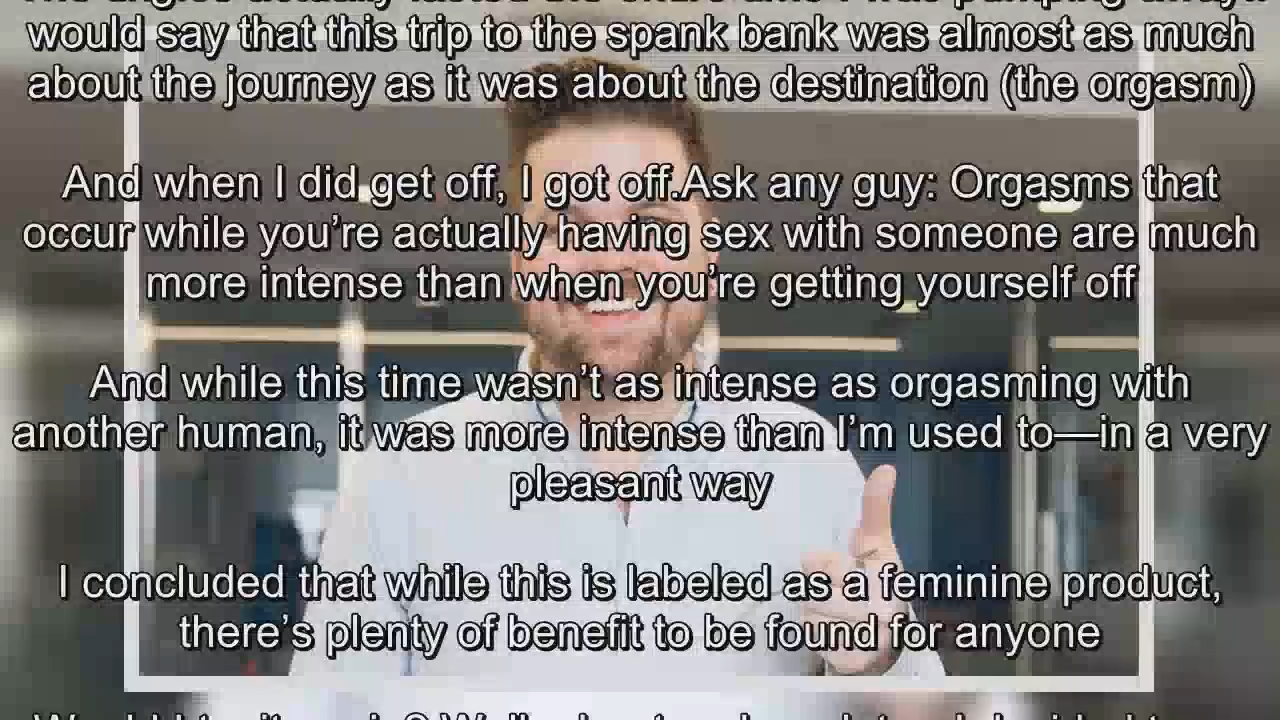 would say that this trip to the spank bank was almost as much
about the journey as it was about the destination (the orgasm)
And when I did get off, I got off.Ask any guy: Orgasms that
occur while you’re actually having sex with someone are much
more intense than when you’re getting yourself off
And while this time wasn’t as intense as orgasming with
another human, it was more intense than I’m used to—in a very
pleasant way
I concluded that while this is labeled as a feminine product,
there’s plenty of benefit to be found for anyone